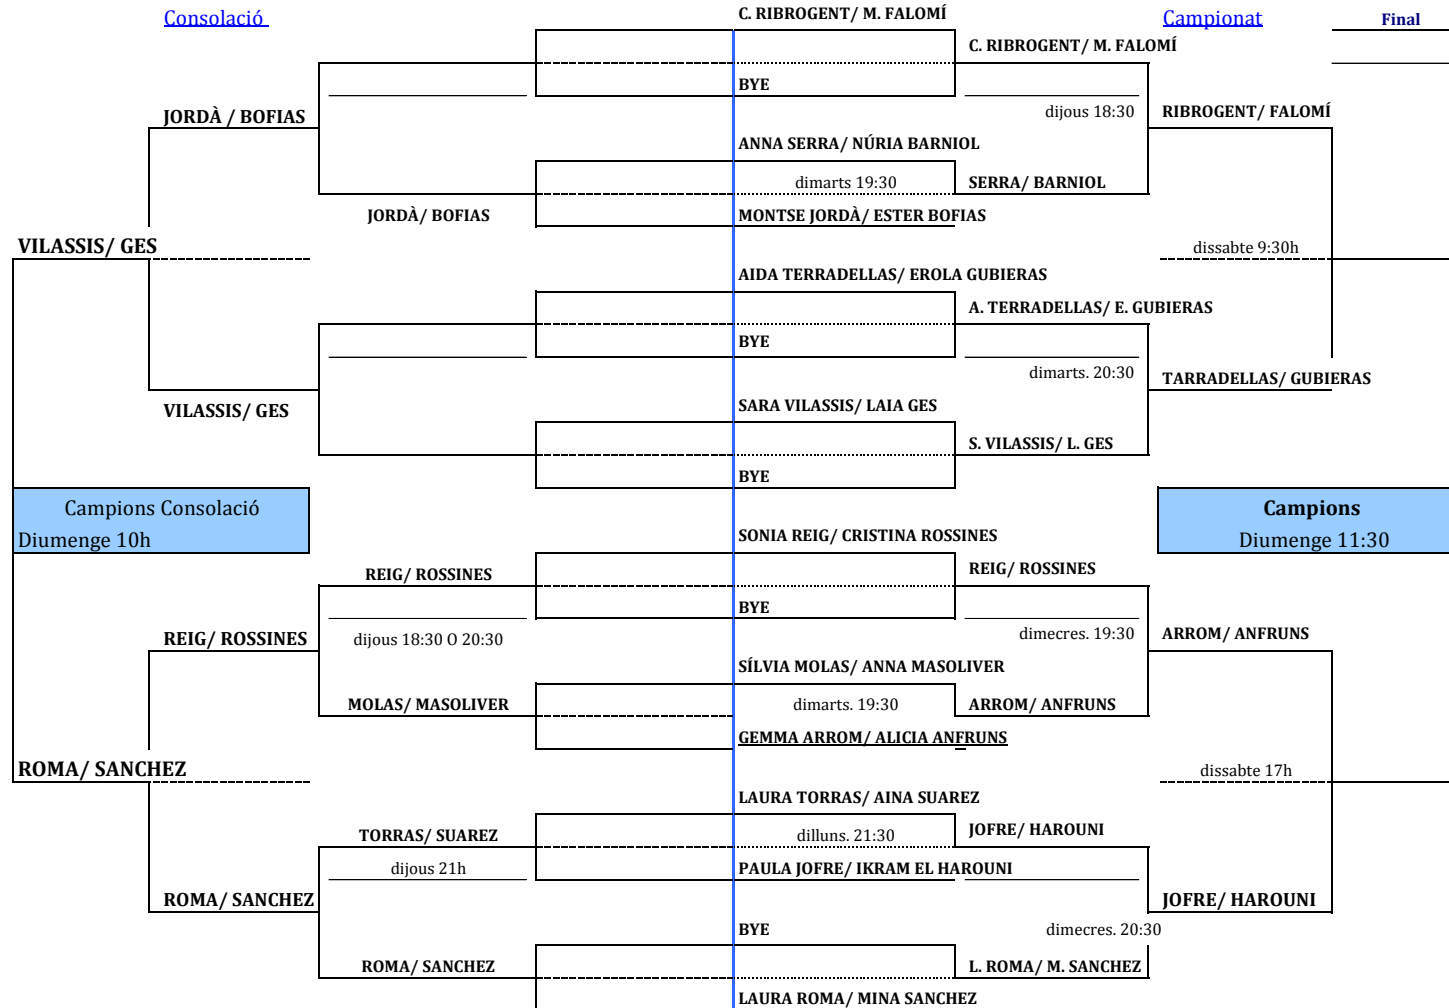 Consolació
C. RIBROGENT/ M. FALOMÍ
Campionat
Final
C. RIBROGENT/ M. FALOMÍ
BYE
JORDÀ / BOFIAS
dijous 18:30
RIBROGENT/ FALOMÍ
ANNA SERRA/ NÚRIA BARNIOL
dimarts 19:30
SERRA/ BARNIOL
JORDÀ/ BOFIAS
MONTSE JORDÀ/ ESTER BOFIAS
VILASSIS/ GES
dissabte 9:30h
AIDA TERRADELLAS/ EROLA GUBIERAS
A. TERRADELLAS/ E. GUBIERAS
BYE
dimarts. 20:30
TARRADELLAS/ GUBIERAS
VILASSIS/ GES
SARA VILASSIS/ LAIA GES
S. VILASSIS/ L. GES
BYE
Campions Consolació
Campions
Diumenge 10h
Diumenge 11:30
SONIA REIG/ CRISTINA ROSSINES
REIG/ ROSSINES
REIG/ ROSSINES
BYE
REIG/ ROSSINES
dijous 18:30 O 20:30
dimecres. 19:30
ARROM/ ANFRUNS
SÍLVIA MOLAS/ ANNA MASOLIVER
MOLAS/ MASOLIVER
dimarts. 19:30
ARROM/ ANFRUNS
GEMMA ARROM/ ALICIA ANFRUNS
ROMA/ SANCHEZ
dissabte 17h
LAURA TORRAS/ AINA SUAREZ
TORRAS/ SUAREZ
dilluns. 21:30
JOFRE/ HAROUNI
dijous 21h
PAULA JOFRE/ IKRAM EL HAROUNI
ROMA/ SANCHEZ
JOFRE/ HAROUNI
BYE
dimecres. 20:30
ROMA/ SANCHEZ
L. ROMA/ M. SANCHEZ
LAURA ROMA/ MINA SANCHEZ